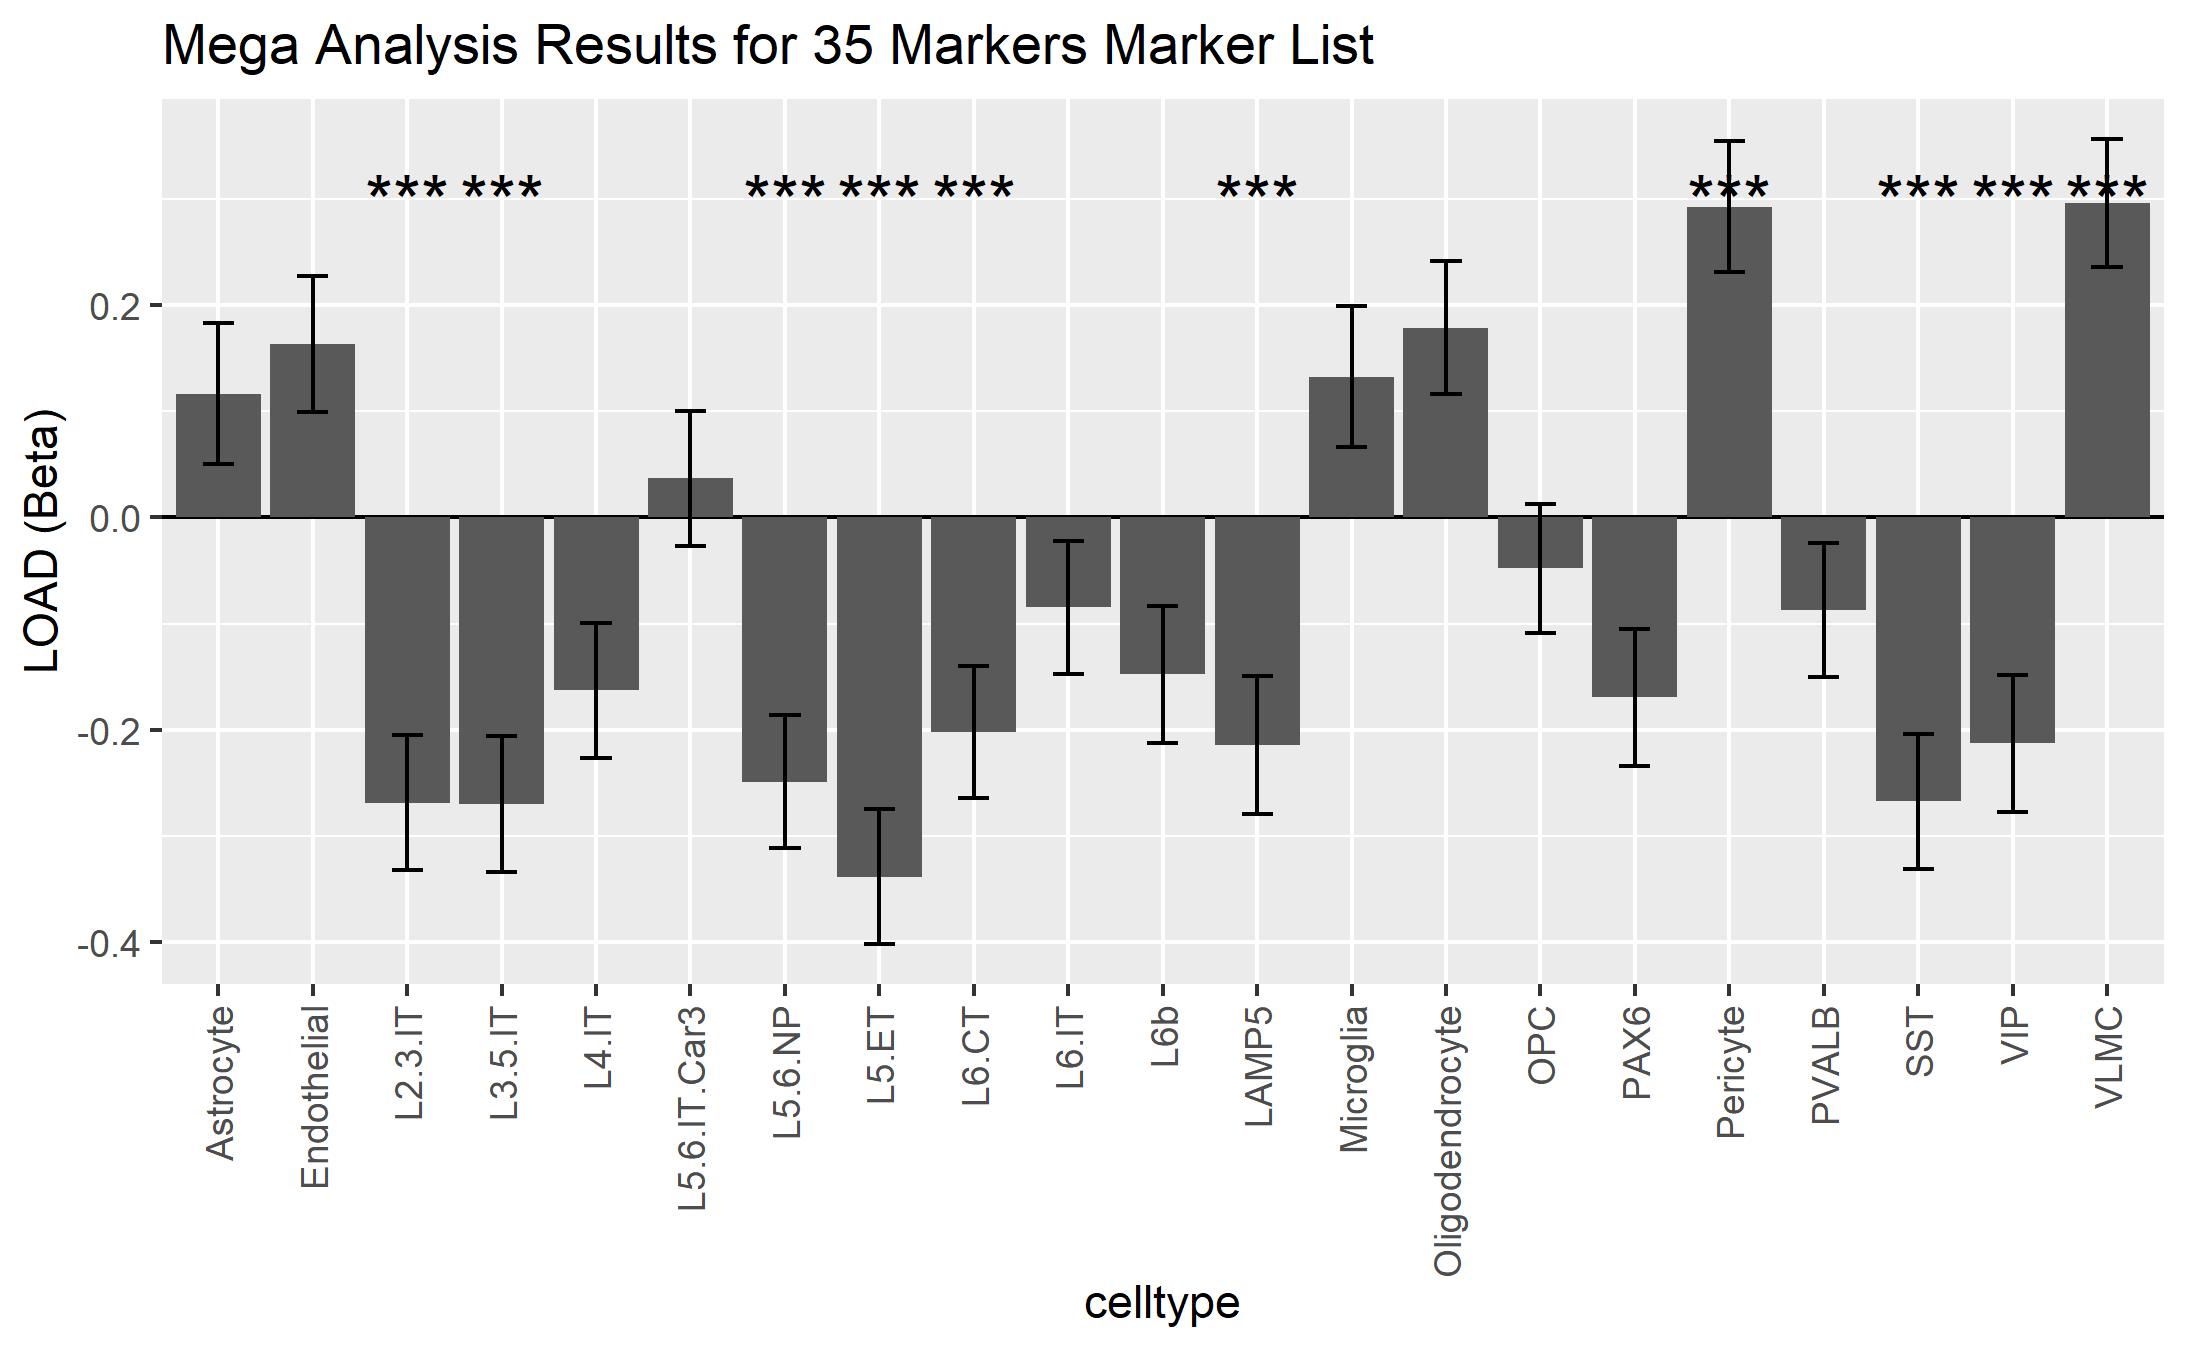 Mega Analysis Results for 35 Markers Marker List
*** *** *** *** *** *** *** *** *** ***
LOAD (Beta)
0.2
0.0
-0.2
-0.4
Astrocyte
Endothelial
L2.3.IT
L3.5.IT
L4.IT
L5.6.IT.Car3
L5.6.NP
L5.ET
L6.CT
L6.IT
L6b
LAMP5
Microglia
Oligodendrocyte
OPC
PAX6
Pericyte
PVALB
SST
VIP
VLMC
celltype